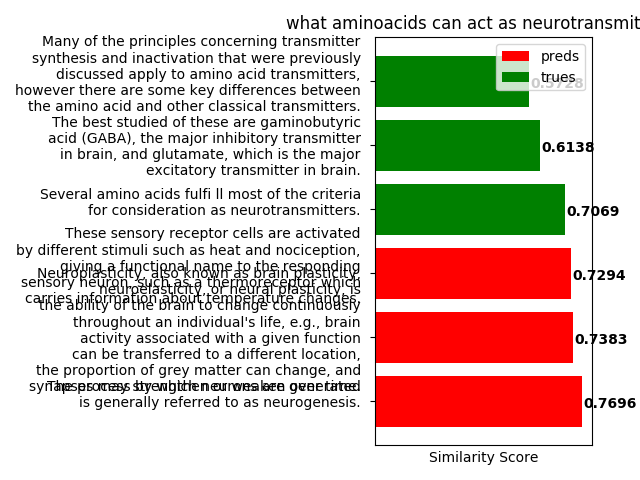 what aminoacids can act as neurotransmit
Many of the principles concerning transmitter
synthesis and inactivation that were previously
discussed apply to amino acid transmitters,
however there are some key differences between
the amino acid and other classical transmitters.
The best studied of these are gaminobutyric
acid (GABA), the major inhibitory transmitter
in brain, and glutamate, which is the major
excitatory transmitter in brain.
Several amino acids fulfi ll most of the criteria
for consideration as neurotransmitters.
These sensory receptor cells are activated
by different stimuli such as heat and nociception,
giving a functional name to the responding
sensory neuron, such as a thermoreceptor which
carries information about temperature changes.
Neuroplasticity, also known as brain plasticity,
neuroelasticity, or neural plasticity, is
the ability of the brain to change continuously
throughout an individual's life, e.g., brain
activity associated with a given function
can be transferred to a different location,
the proportion of grey matter can change, and
synapses may strengthen or weaken over time.
The process by which neurons are generated
is generally referred to as neurogenesis.
preds
trues
0.5728
0.6138
0.7069
0.7294
0.7383
0.7696
Similarity Score